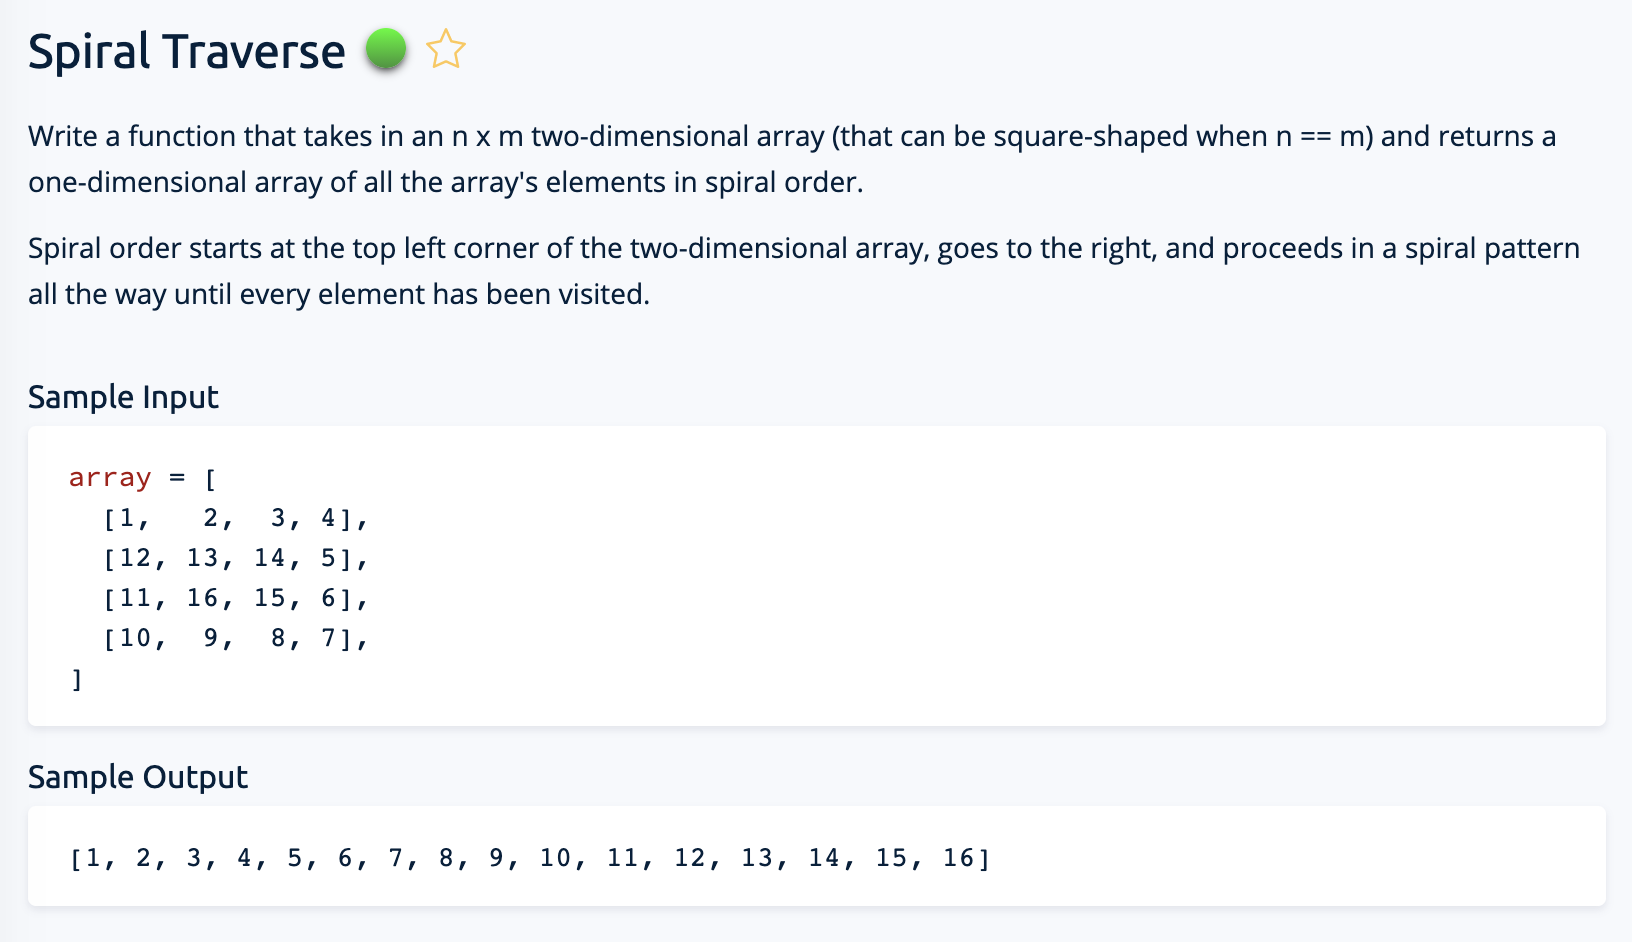 Spiral Traverse
Write a function that takes in an n x m two-dimensional array (that can be square-shaped when n == m) and returns a
one-dimensional array of all the array's elements in spiral order.
Spiral order starts at the top left corner of the two-dimensional array, goes to the right, and proceeds in a spiral pattern
all the way until every element has been visited.
Sample Input
array = [
  [1,   2,  3, 4],
  [12, 13, 14, 5],
  [11, 16, 15, 6],
  [10,  9,  8, 7],
]
Sample Output
[1, 2, 3, 4, 5, 6, 7, 8, 9, 10, 11, 12, 13, 14, 15, 16]